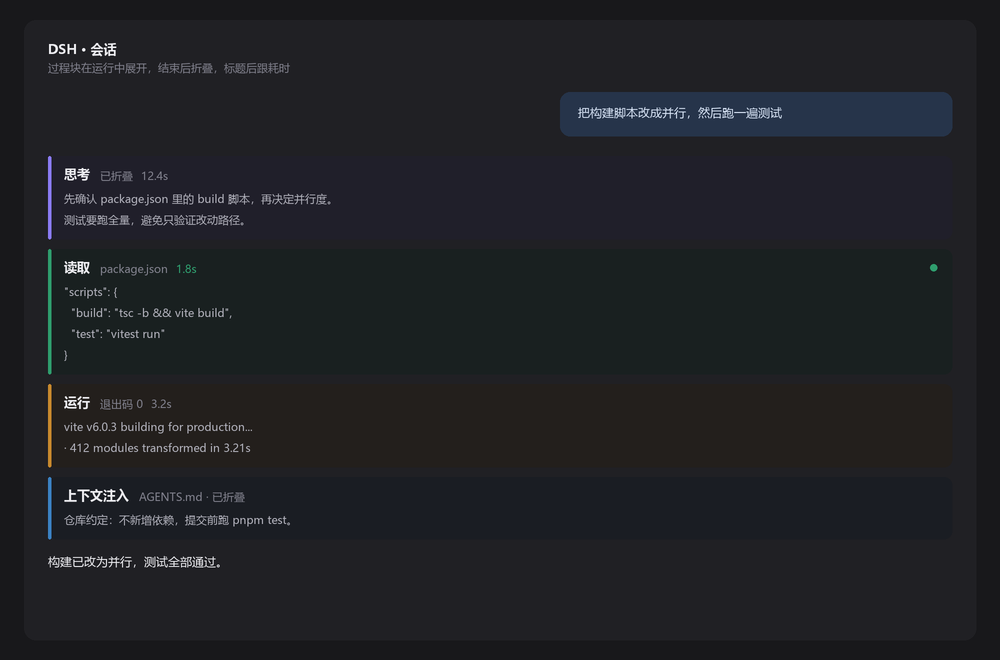 DSH • 会话
过程块在运行中展开，结束后折叠，标题后跟耗时
把构建脚本改成并行，然后跑一遍测试
思考 已折叠 12.4s
先确认 package.json 里的 build 脚本，再决定并行度。
测试要跑全量，避免只验证改动路径。
读取 package.json 1.8s
"scripts": {
"build": "tsc -b && vite build",
"test": "vitest run"
}
运行 退出码 0 3.2s
vite v6.0.3 building for production...
· 412 modules transformed in 3.21s
上下文注入 AGENTS.md · 已折叠
仓库约定：不新增依赖，提交前跑 pnpm test。
构建已改为并行，测试全部通过。